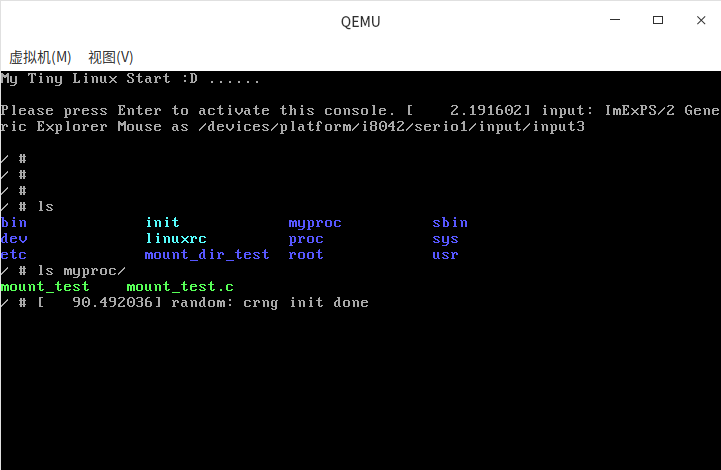 QEMU
虚拟机(M) 视图(V)
My Tiny Linux Start :D ......
Please press Enter to activate this console. [    2.191602] input: ImExPS/2 Gene
ric Explorer Mouse as /devices/platform/i8042/serio1/input/input3
/ #
/ #
/ #
/ # ls
bin             init            myproc          sbin
dev             linuxrc         proc            sys
etc             mount_dir_test  root            usr
/ # ls myproc/
mount_test    mount_test.c
/ # [   90.492036] random: crng init done